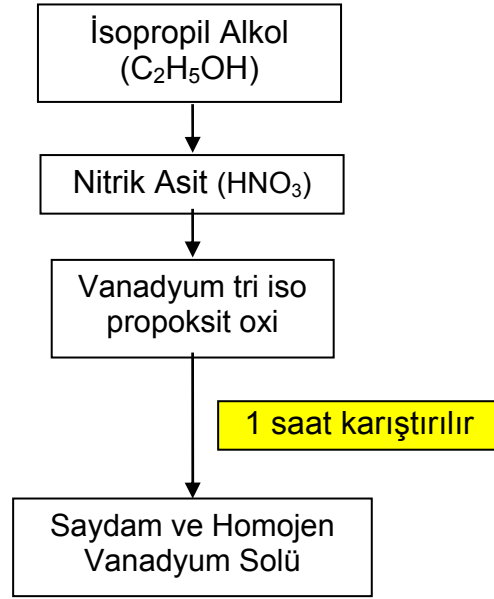 İsopropil Alkol
(C₂H₅OH)
Nitrik Asit (HNO₃)
Vanadyum tri iso
propoksit oxi
1 saat karıştırılır
Saydam ve Homojen
Vanadyum Solü